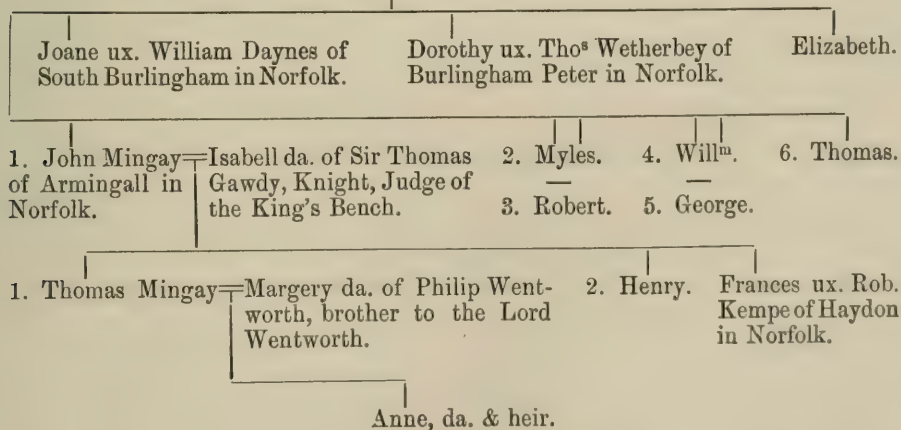 Joane ux. William Daynes of
South Burlingham in Norfolk.
Dorothy ux. Thoˢ Wetherbey of
Burlingham Peter in Norfolk.
Elizabeth.
1. John Mingay
of Armingall in
Norfolk.
Isabell da. of Sir Thomas
Gawdy, Knight, Judge of
the King's Bench.
2. Myles.
3. Robert.
4. Willᵐ.
5. George.
6. Thomas.
1. Thomas Mingay
Margery da. of Philip Went-
worth, brother to the Lord
Wentworth.
2. Henry.
Frances ux. Rob.
Kempe of Haydon
in Norfolk.
Anne, da. & heir.